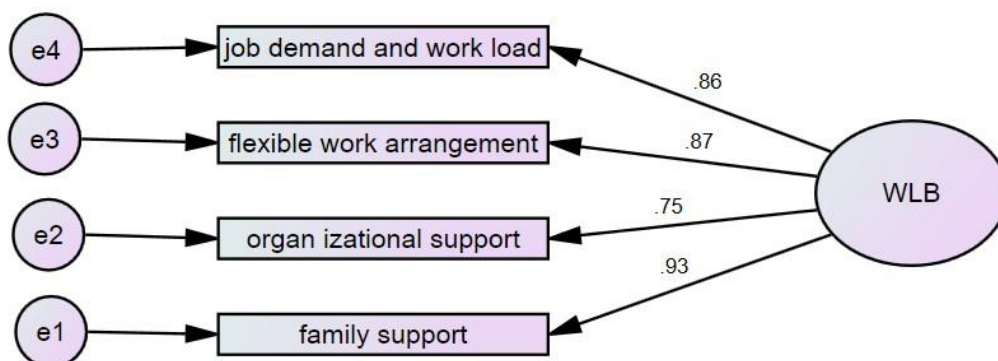 e4
job demand and work load
.86
e3
flexible work arrangement
.87
WLB
e2
organ izational support
.75
.93
e1
family support